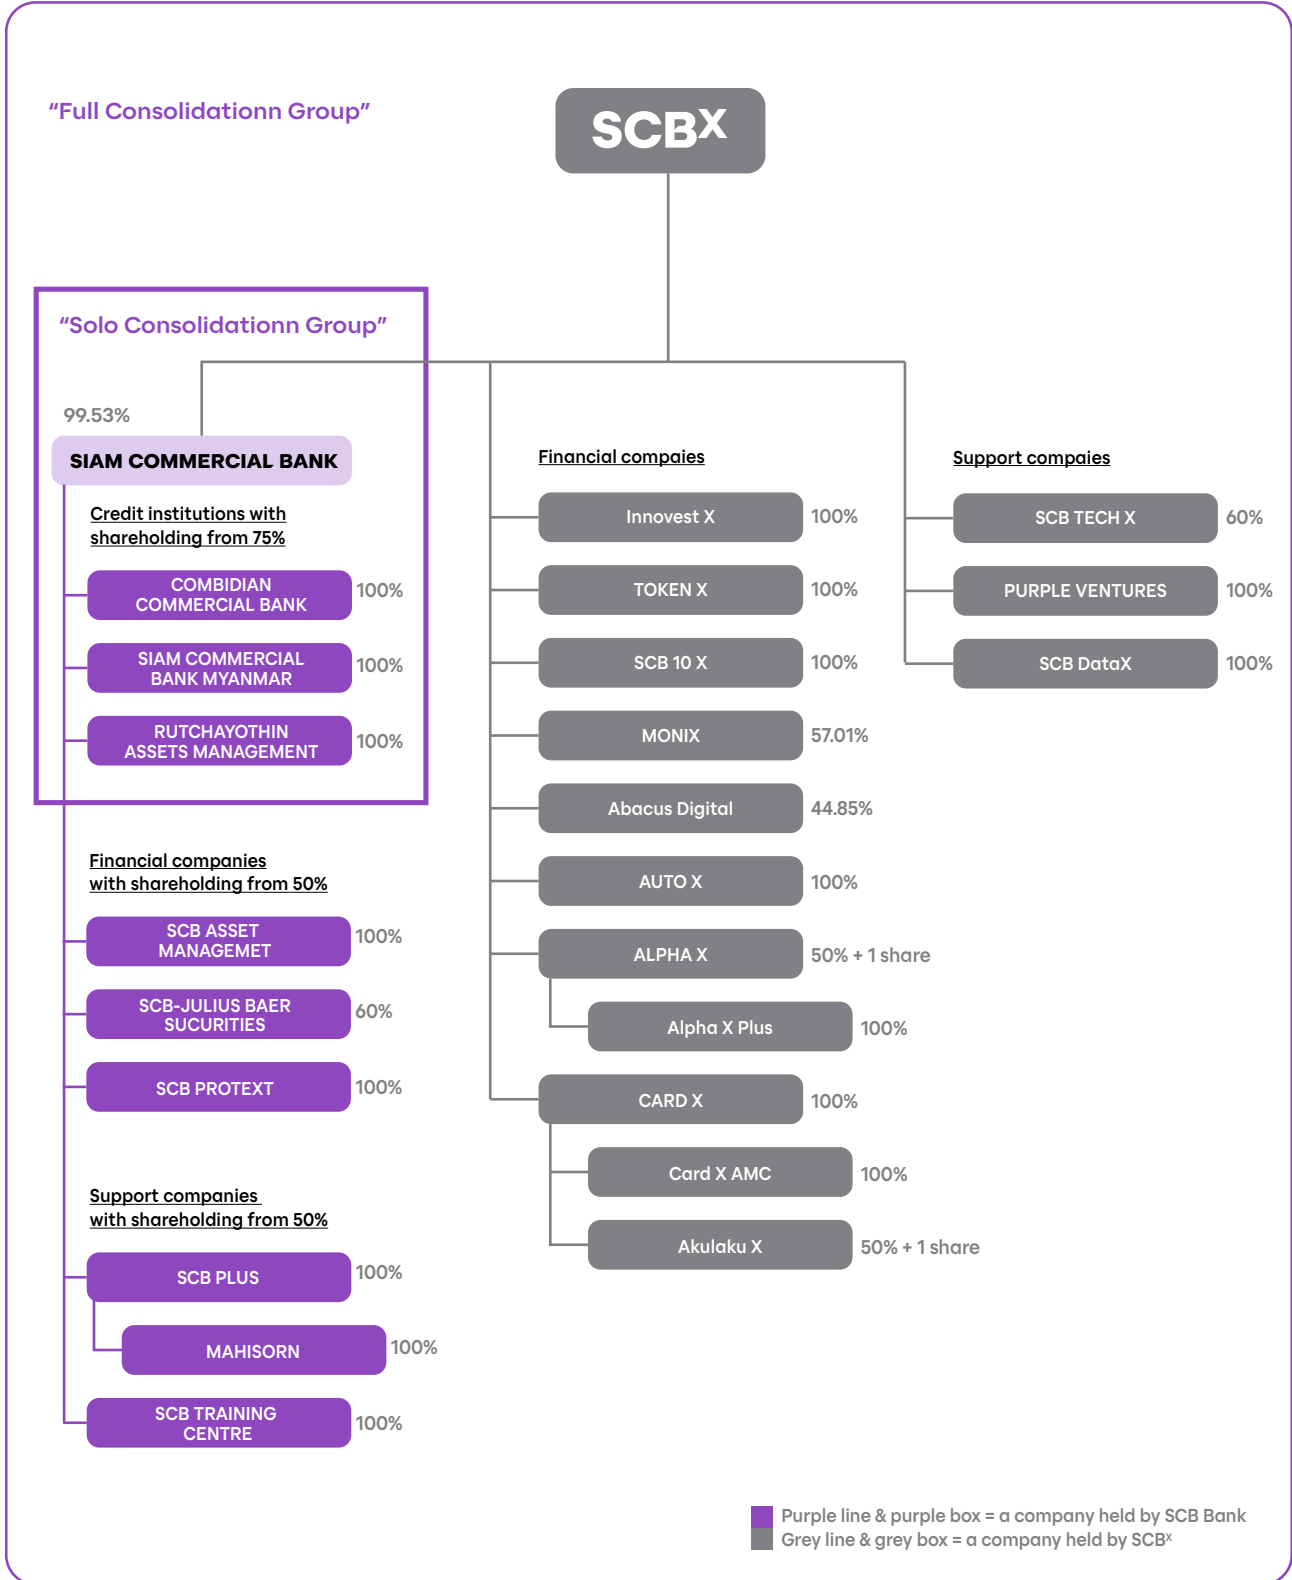 “Full Consolidationn Group”
SCBX
“Solo Consolidationn Group”
99.53%
SIAM COMMERCIAL BANK
Credit institutions with
shareholding from 75%
COMBIDIAN
COMMERCIAL BANK
100%
SIAM COMMERCIAL
BANK MYANMAR
100%
RUTCHAYOTHIN
ASSETS MANAGEMENT
100%
Financial companies
with shareholding from 50%
SCB ASSET
MANAGEMET
100%
SCB-JULIUS BAER
SUCURITIES
60%
SCB PROTEXT
100%
Support companies
with shareholding from 50%
SCB PLUS
100%
MAHISORN
100%
SCB TRAINING
CENTRE
100%
Financial compaies
Innovest X
100%
TOKEN X
100%
SCB 10 X
100%
MONIX
57.01%
Abacus Digital
44.85%
AUTO X
100%
ALPHA X
50% + 1 share
Alpha X Plus
100%
CARD X
100%
Card X AMC
100%
Akulaku X
50% + 1 share
Support compaies
SCB TECH X
60%
PURPLE VENTURES
100%
SCB DataX
100%
Purple line & purple box = a company held by SCB Bank
Grey line & grey box = a company held by SCBˣ